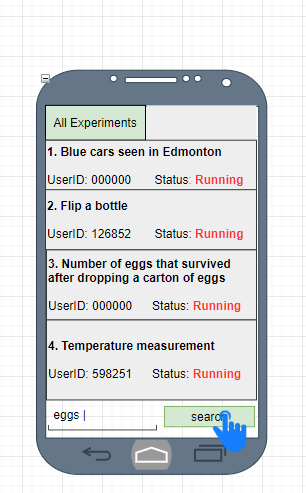 All Experiments
1. Blue cars seen in Edmonton
UserID: 000000 Status: Running
2. Flip a bottle
UserID: 126852 Status: Running
3. Number of eggs that survived
after dropping a carton of eggs
UserID: 000000 Status: Running
4. Temperature measurement
UserID: 598251 Status: Running
eggs | search